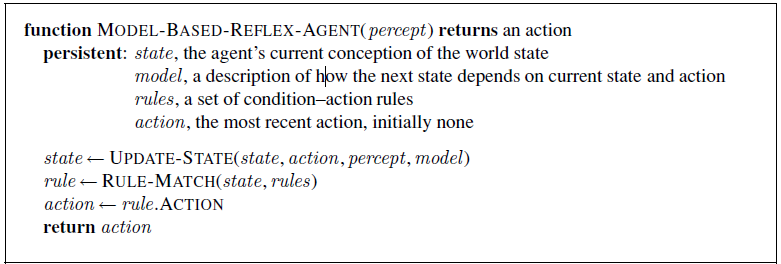 function MODEL-BASED-REFLEX-AGENT(percept) returns an action
persistent: state, the agent's current conception of the world state
model, a description of how the next state depends on current state and action
rules, a set of condition–action rules
action, the most recent action, initially none
state ← UPDATE-STATE(state, action, percept, model)
rule ← RULE-MATCH(state, rules)
action ← rule.ACTION
return action